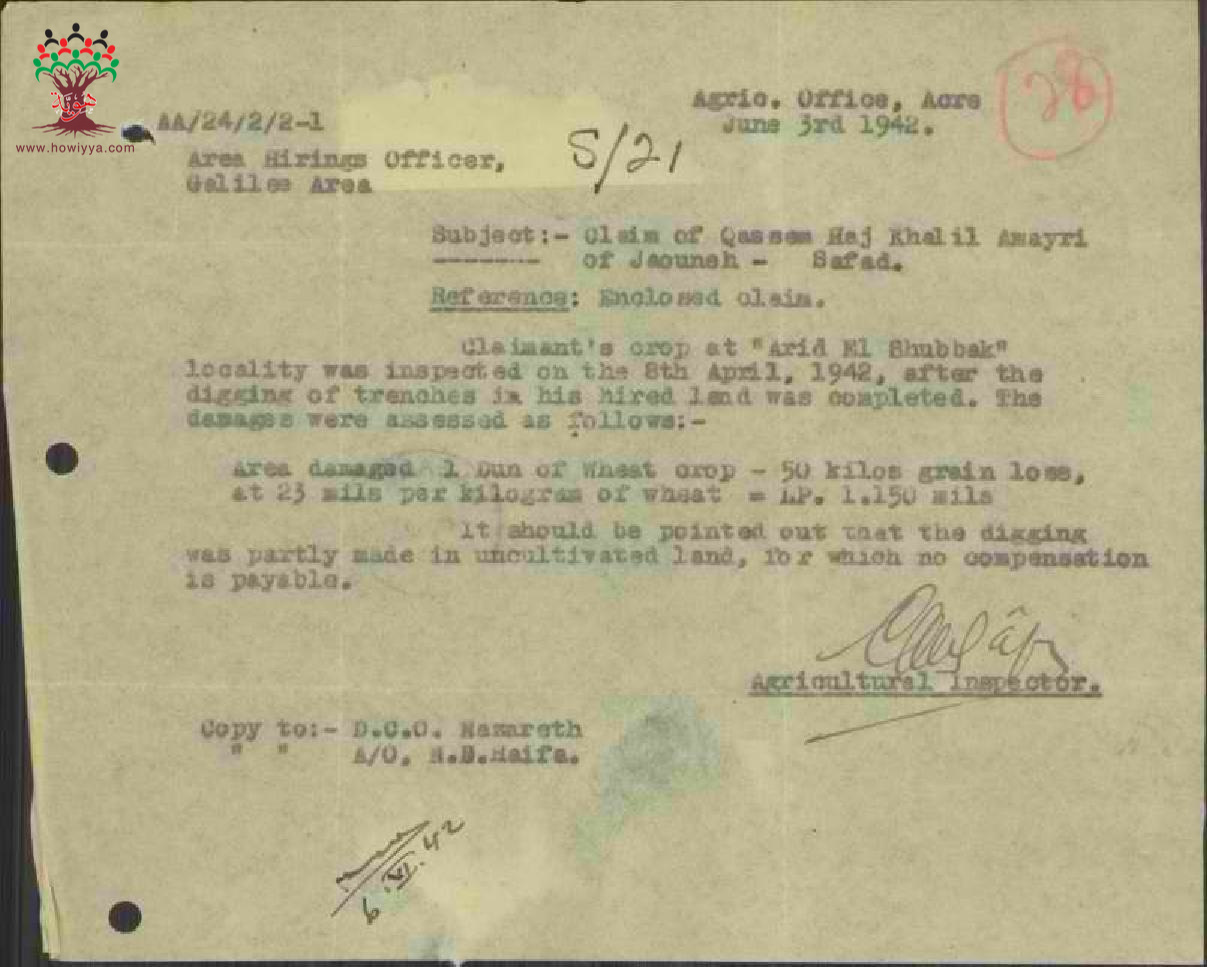 هوية
www.howiyya.com
AA/24/2/2-1
Agric. Office, Acre
June 3rd 1942.
28
Area Hirings Officer,
Galilee Area
S/21
Subject:- Claim of Qassem Haj Khalil Amayri
of Jaouneh - Safad.
Reference: Enclosed claim.
Claimant's crop at "Arid El Shubbak"
locality was inspected on the 8th April, 1942, after the
digging of trenches in his hired land was completed. The
damages were assessed as follows:-
Area damaged 1 Dun of Wheat crop - 50 kilos grain loss,
at 23 mils per kilogram of wheat = LP. 1.150 mils
It should be pointed out that the digging
was partly made in uncultivated land, for which no compensation
is payable.
Agricultural Inspector.
Copy to:- D.C.O. Nazareth
" " A/O, H.D.Haifa.
6.VI.42